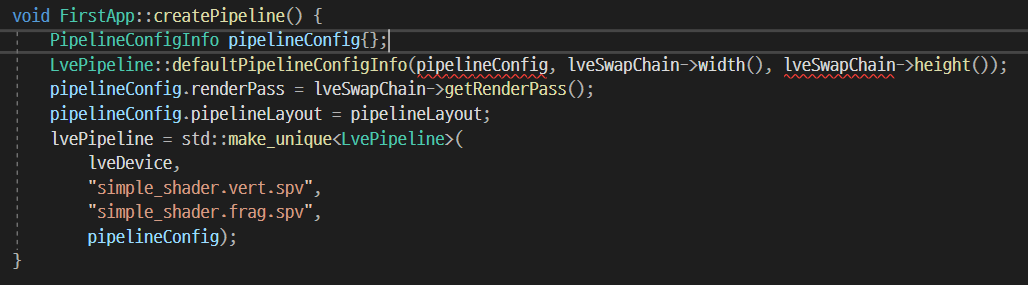 void FirstApp::createPipeline() {
    PipelineConfigInfo pipelineConfig{};
    LvePipeline::defaultPipelineConfigInfo(pipelineConfig, lveSwapChain->width(), lveSwapChain->height());
    pipelineConfig.renderPass = lveSwapChain->getRenderPass();
    pipelineConfig.pipelineLayout = pipelineLayout;
    lvePipeline = std::make_unique<LvePipeline>(
        lveDevice,
        "simple_shader.vert.spv",
        "simple_shader.frag.spv",
        pipelineConfig);
}